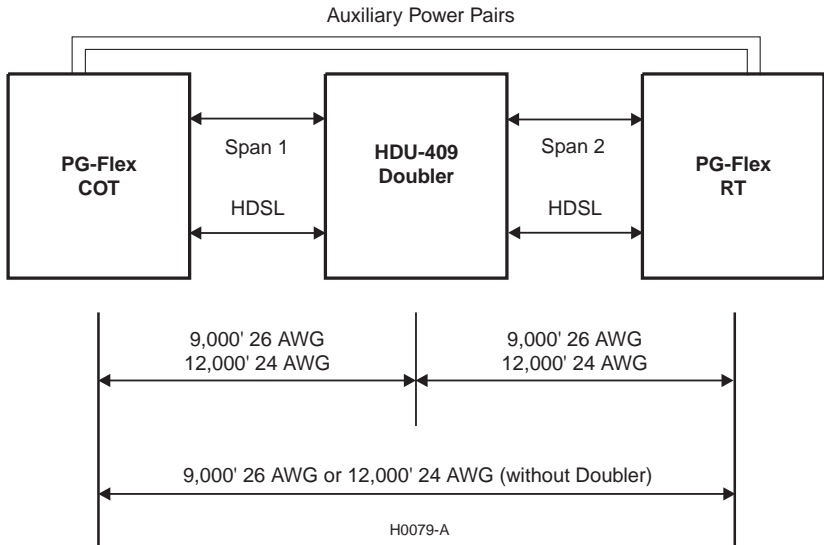 Auxiliary Power Pairs
PG-Flex
COT
Span 1
HDSL
HDU-409
Doubler
Span 2
HDSL
PG-Flex
RT
9,000' 26 AWG
12,000' 24 AWG
9,000' 26 AWG
12,000' 24 AWG
9,000' 26 AWG or 12,000' 24 AWG (without Doubler)
H0079-A